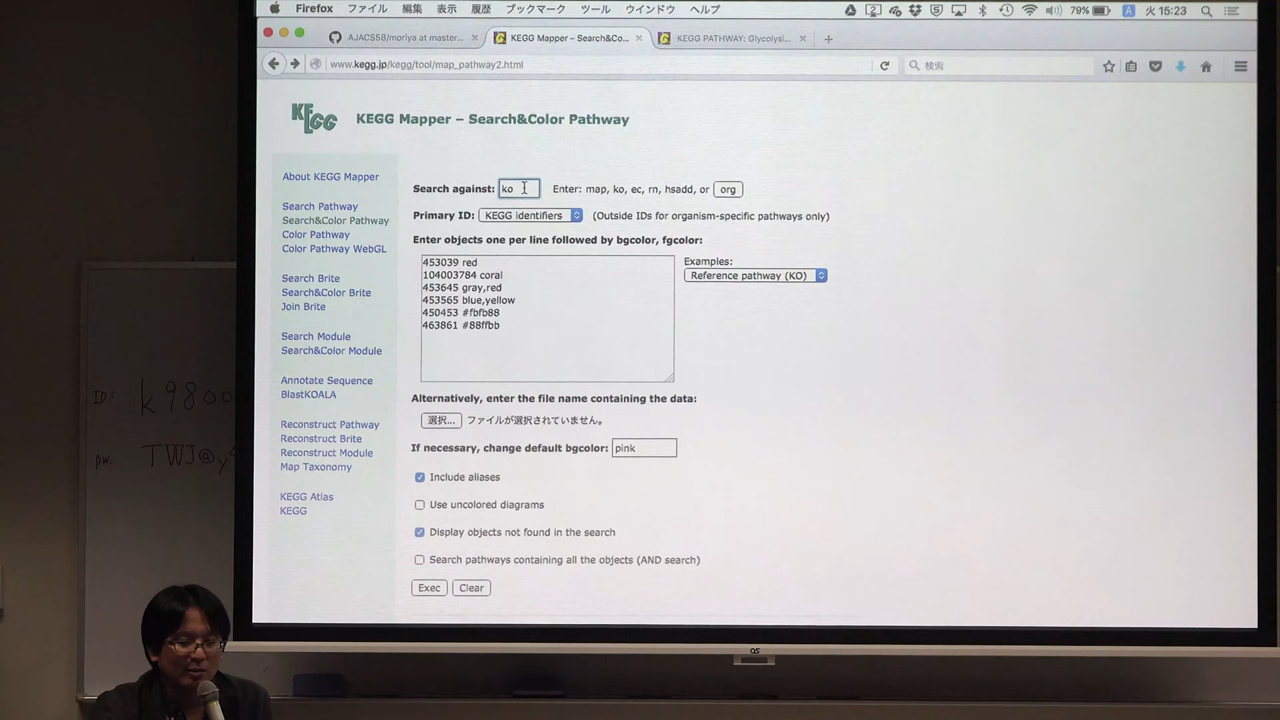 Firefox ファイル 編集 表示 履歴 ブックマーク ツール ウインドウ ヘルプ 79% A 火 15:23
AJACS58/moriya at master... × KEGG Mapper – Search&Co... × KEGG PATHWAY: Glycolysi... × +
www.kegg.jp/kegg/tool/map_pathway2.html 検索
KEGG KEGG Mapper – Search&Color Pathway
About KEGG Mapper
Search Pathway
Search&Color Pathway
Color Pathway
Color Pathway WebGL
Search Brite
Search&Color Brite
Join Brite
Search Module
Search&Color Module
Annotate Sequence
BlastKOALA
Reconstruct Pathway
Reconstruct Brite
Reconstruct Module
Map Taxonomy
KEGG Atlas
KEGG
Search against: ko Enter: map, ko, ec, rn, hsadd, or org
Primary ID: KEGG identifiers (Outside IDs for organism-specific pathways only)
Enter objects one per line followed by bgcolor, fgcolor:
453039 red
104003784 coral
453645 gray,red
453565 blue,yellow
450453 #fbfb88
463861 #88ffbb
Examples:
Reference pathway (KO)
Alternatively, enter the file name containing the data:
選択... ファイルが選択されていません。
If necessary, change default bgcolor: pink
Include aliases
Use uncolored diagrams
Display objects not found in the search
Search pathways containing all the objects (AND search)
Exec Clear
ID: k9800
pw: TWJ@y